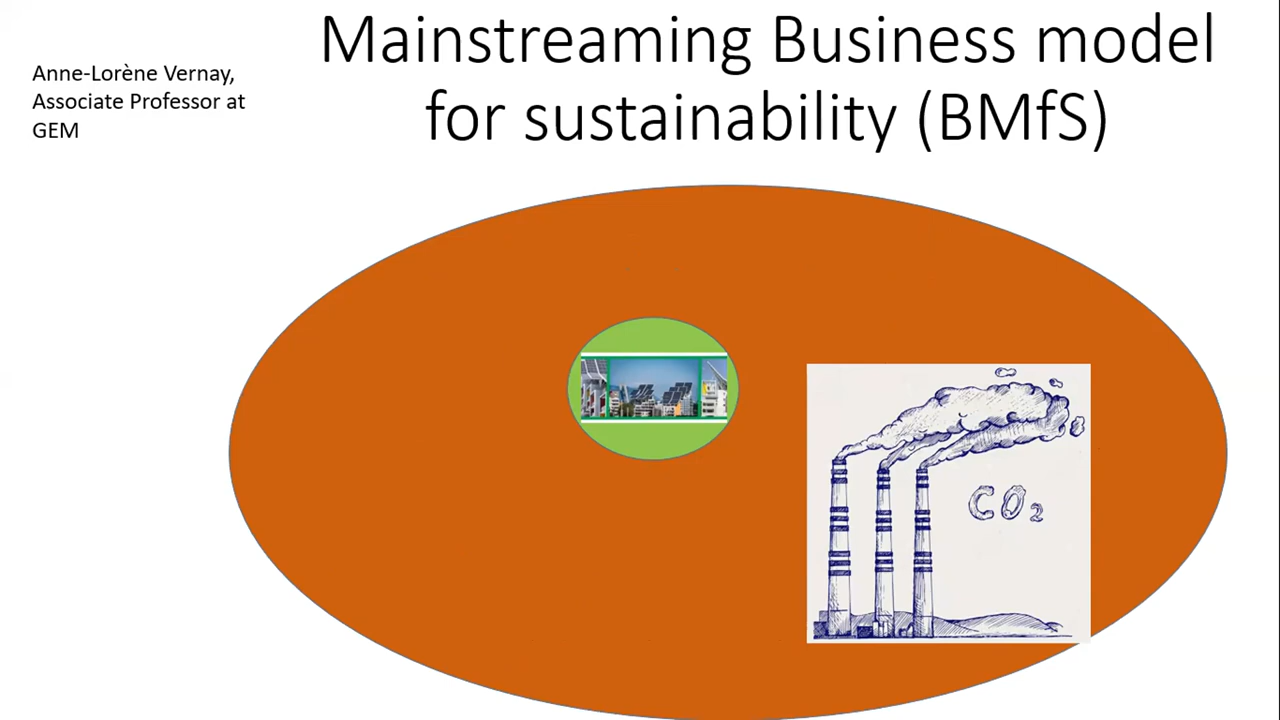 Mainstreaming Business model
for sustainability (BMfS)
Anne-Lorène Vernay,
Associate Professor at
GEM
CO₂